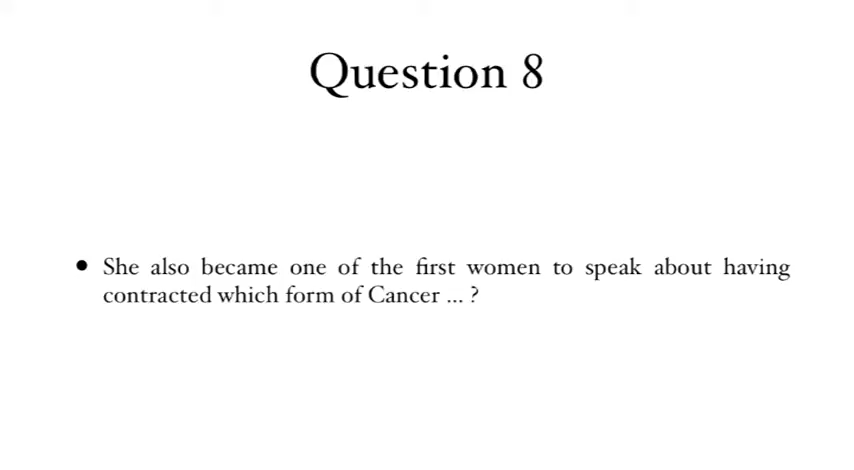 Question 8
• She also became one of the first women to speak about having
contracted which form of Cancer ... ?